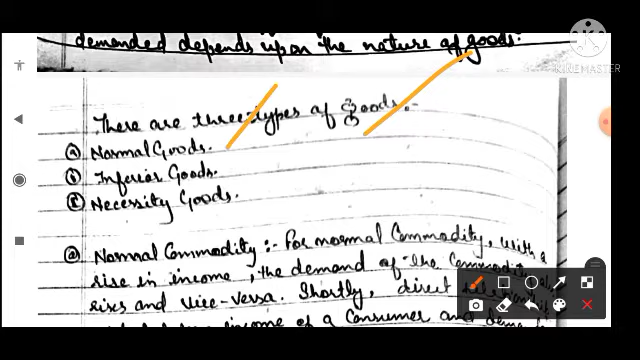 demanded depends upon the nature of goods.
KINEMASTER
There are three types of Goods.-
(a) Normal Goods.
(b) Inferior Goods.
(c) Necessity Goods.
(a) Normal Commodity :- For normal Commodity, with a
rise in income, the demand of the Commodity
rises and Vice-Versa. Shortly, direct
income of a Consumer and